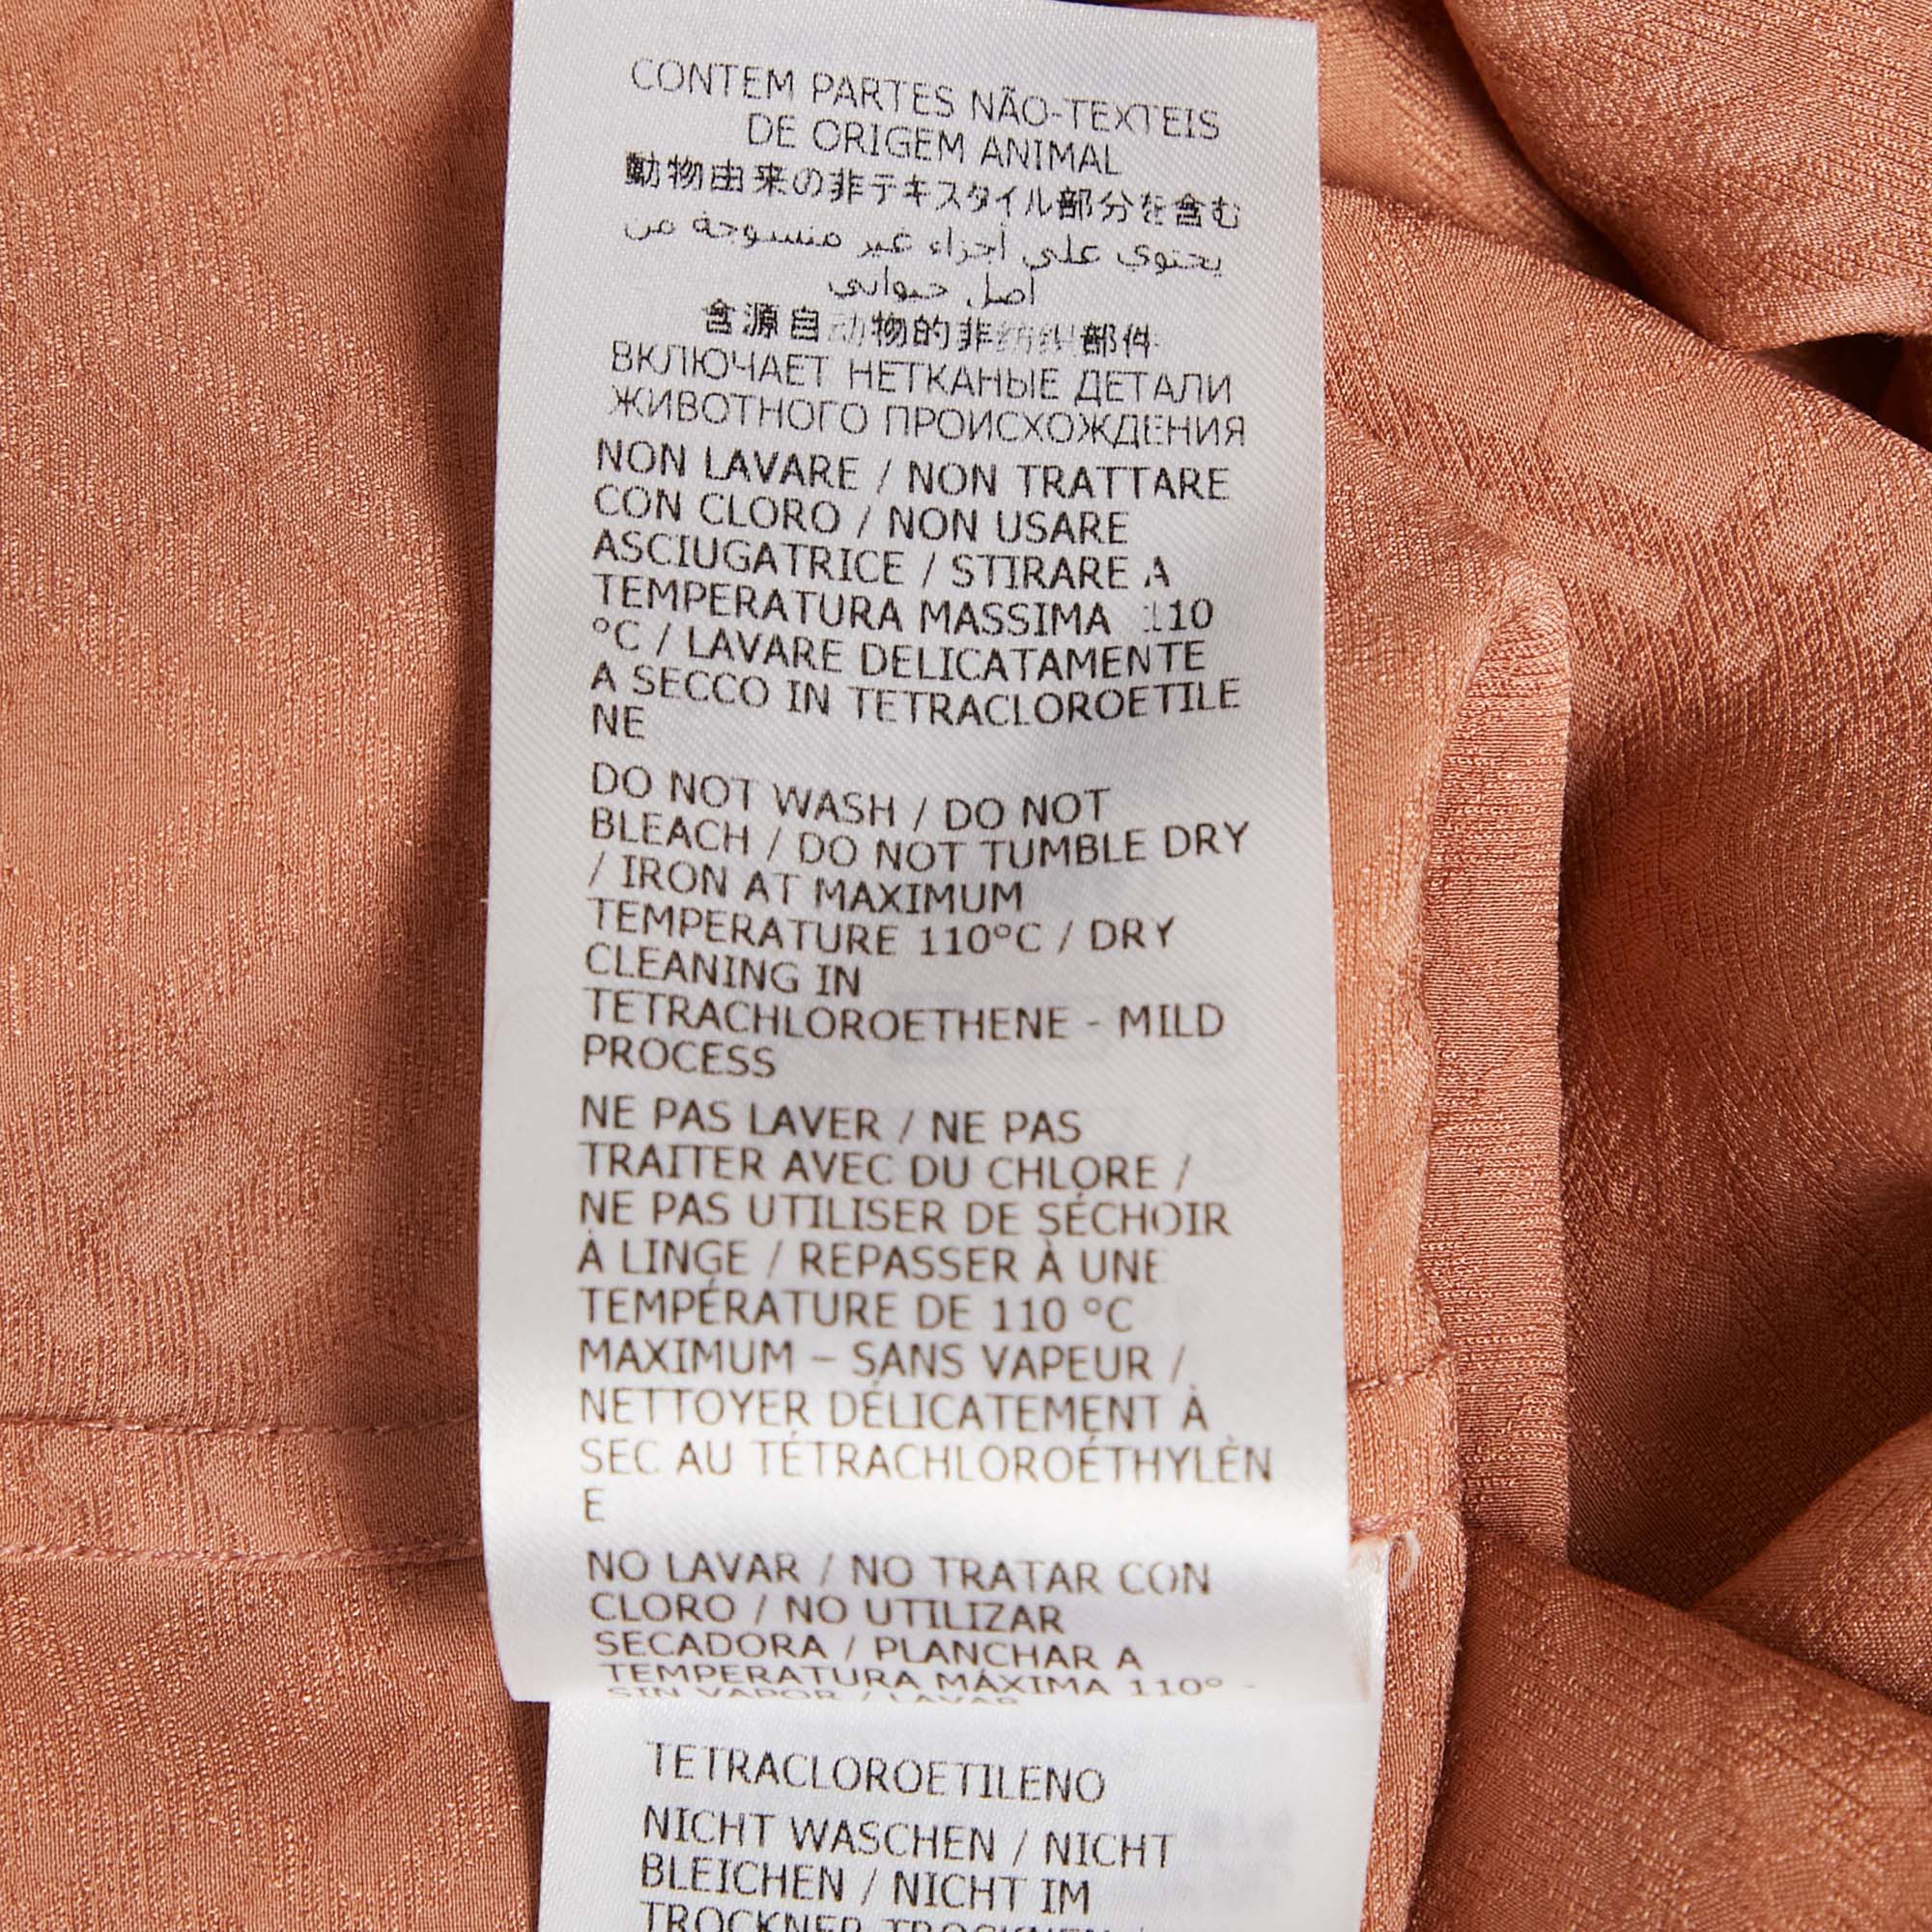 CONTEM PARTES NÃO-TEXTEIS
DE ORIGEM ANIMAL
動物由来の非テキスタイル部分を含む
يحتوي على أجزاء غير منسوجة من
أصل حيواني
含源自动物的非纺织部件
ВКЛЮЧАЕТ НЕТКАНЫЕ ДЕТАЛИ
ЖИВОТНОГО ПРОИСХОЖДЕНИЯ
NON LAVARE / NON TRATTARE
CON CLORO / NON USARE
ASCIUGATRICE / STIRARE A
TEMPERATURA MASSIMA 110
°C / LAVARE DELICATAMENTE
A SECCO IN TETRACLOROETILE
NE
DO NOT WASH / DO NOT
BLEACH / DO NOT TUMBLE DRY
/ IRON AT MAXIMUM
TEMPERATURE 110°C / DRY
CLEANING IN
TETRACHLOROETHENE - MILD
PROCESS
NE PAS LAVER / NE PAS
TRAITER AVEC DU CHLORE /
NE PAS UTILISER DE SÉCHOIR
À LINGE / REPASSER À UNE
TEMPÉRATURE DE 110 °C
MAXIMUM – SANS VAPEUR /
NETTOYER DÉLICATEMENT À
SEC AU TÉTRACHLOROÉTHYLÈN
E
NO LAVAR / NO TRATAR CON
CLORO / NO UTILIZAR
SECADORA / PLANCHAR A
TEMPERATURA MÁXIMA 110° -
SIN VAPOR / LAVAR
TETRACLOROETILENO
NICHT WASCHEN / NICHT
BLEICHEN / NICHT IM
TROCKNER TROCKNEN /